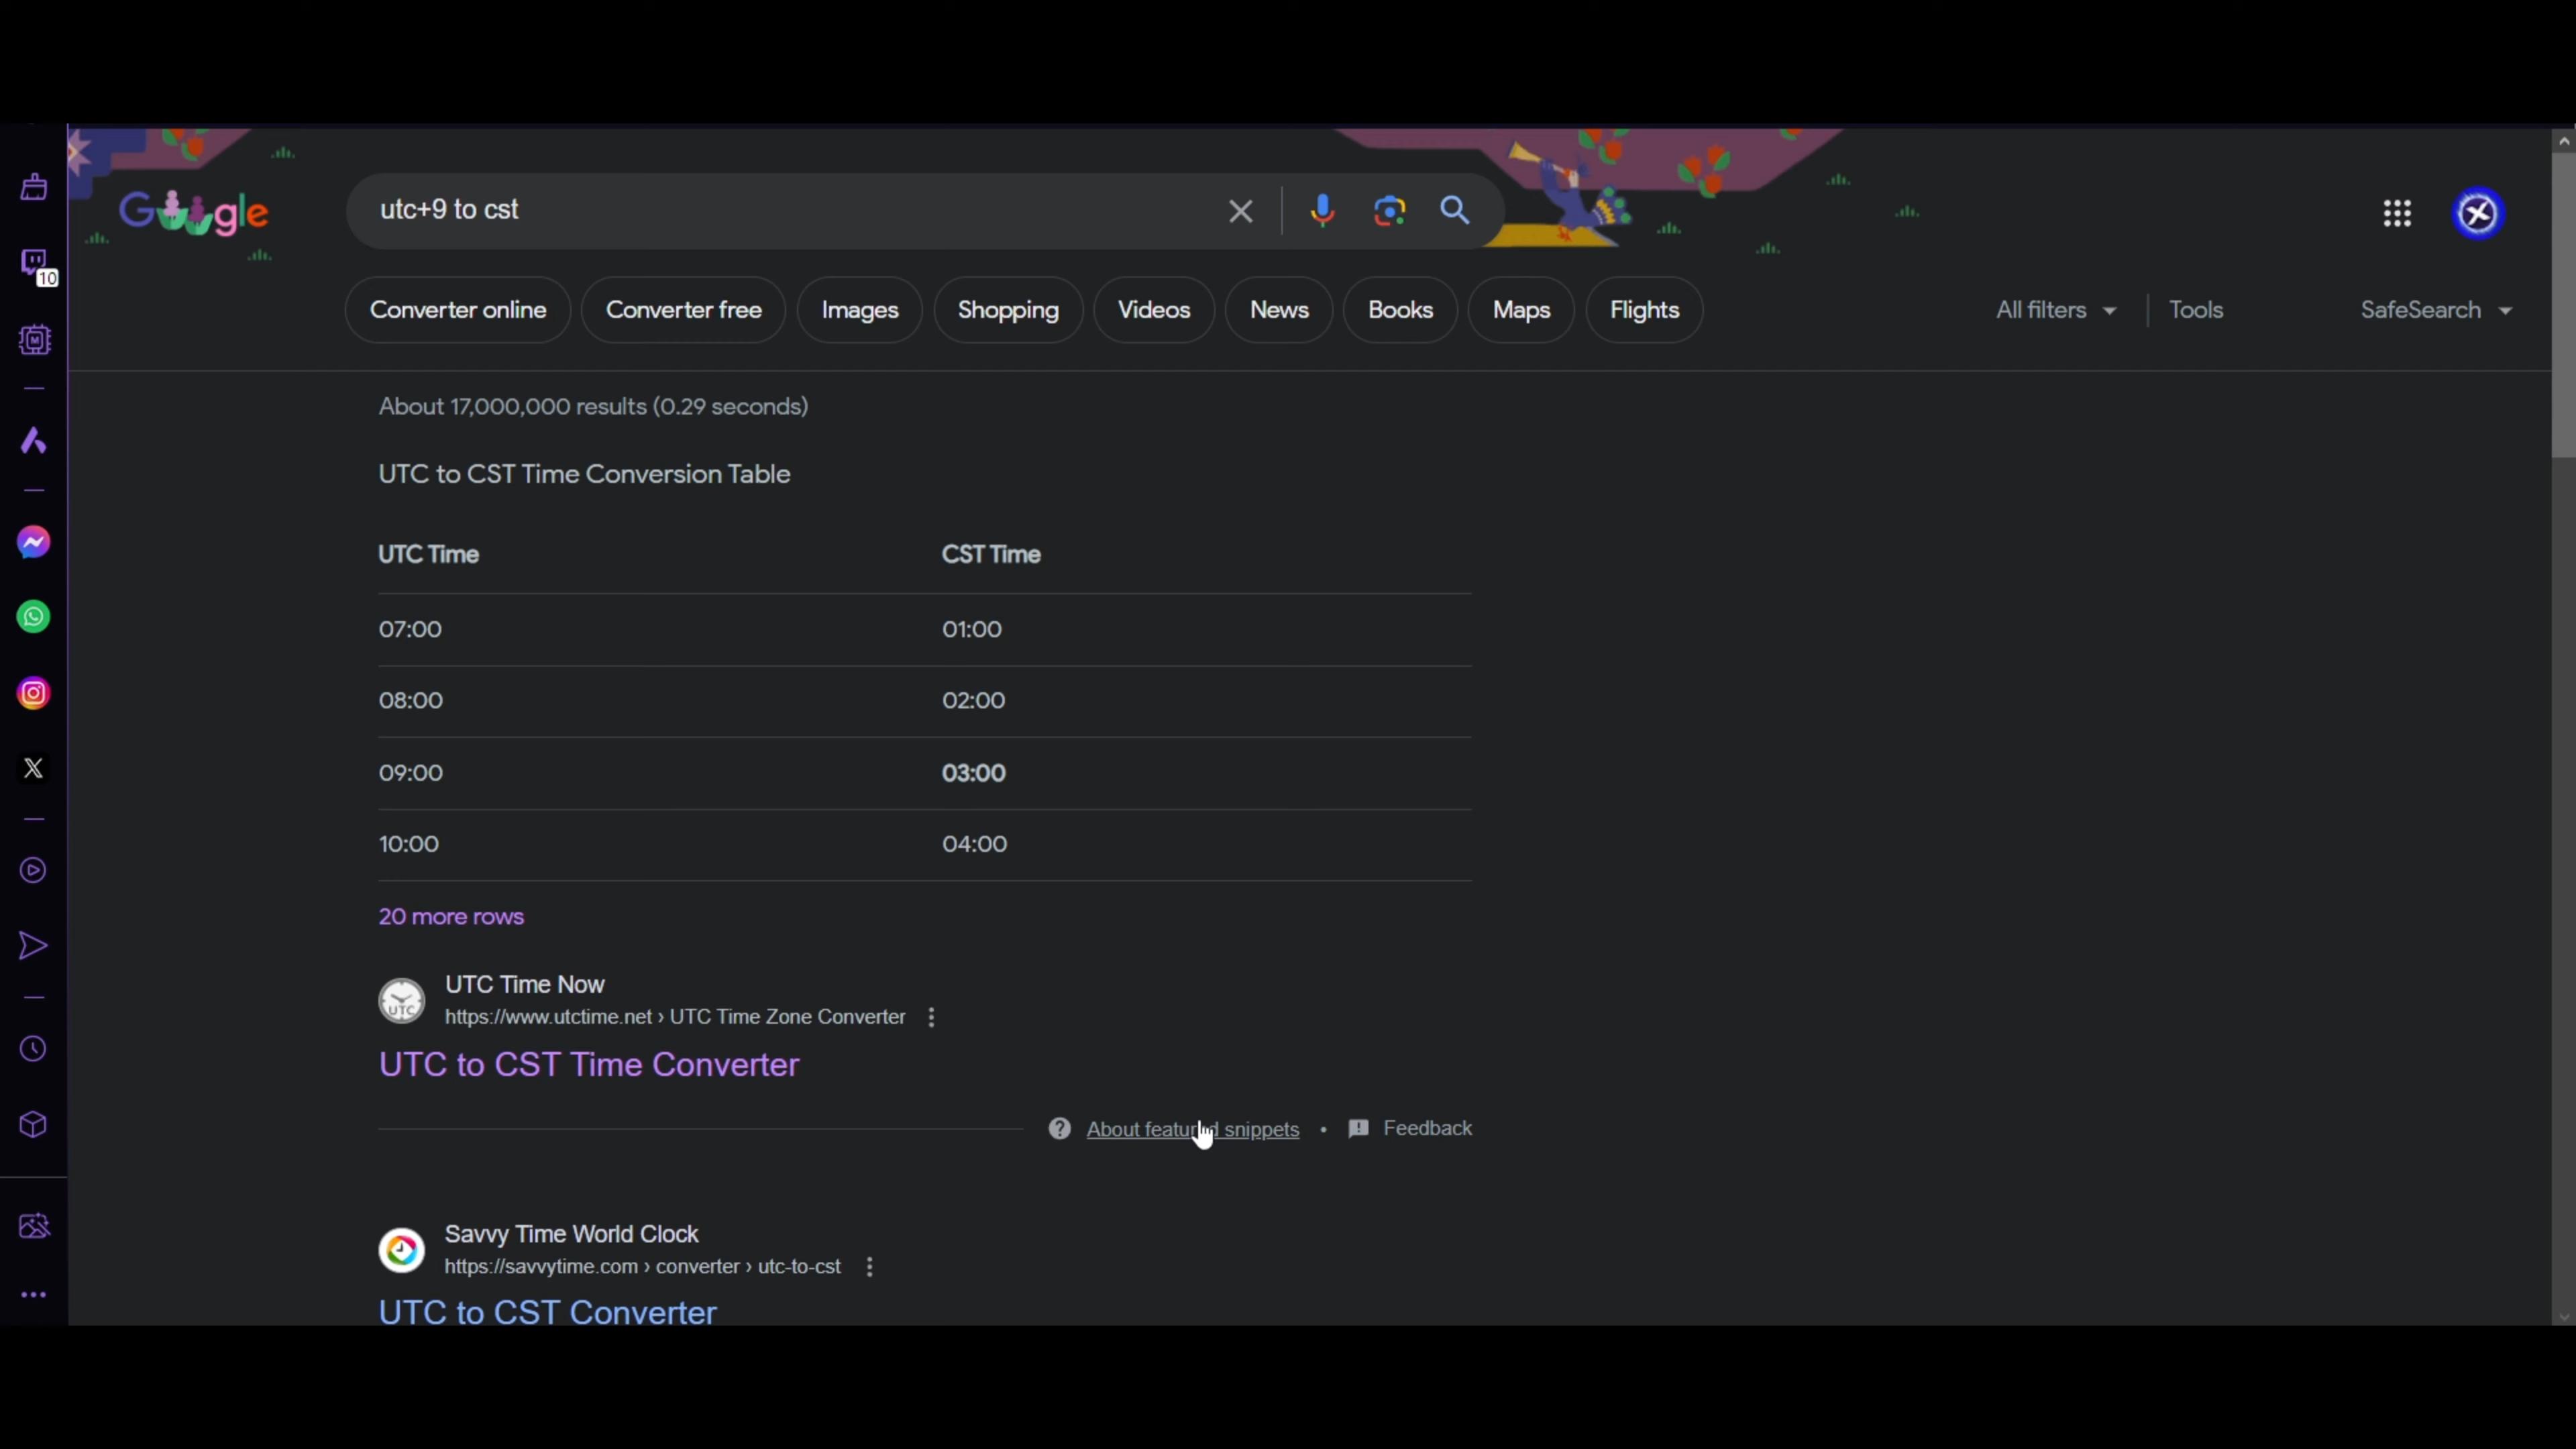 10
Google
utc+9 to cst
Converter online
Converter free
Images
Shopping
Videos
News
Books
Maps
Flights
All filters
Tools
SafeSearch
About 17,000,000 results (0.29 seconds)
UTC to CST Time Conversion Table
UTC Time CST Time
07:00 01:00
08:00 02:00
09:00 03:00
10:00 04:00
20 more rows
UTC
UTC Time Now
https://www.utctime.net › UTC Time Zone Converter
UTC to CST Time Converter
About featured snippets • Feedback
Savvy Time World Clock
https://savvytime.com › converter › utc-to-cst
UTC to CST Converter